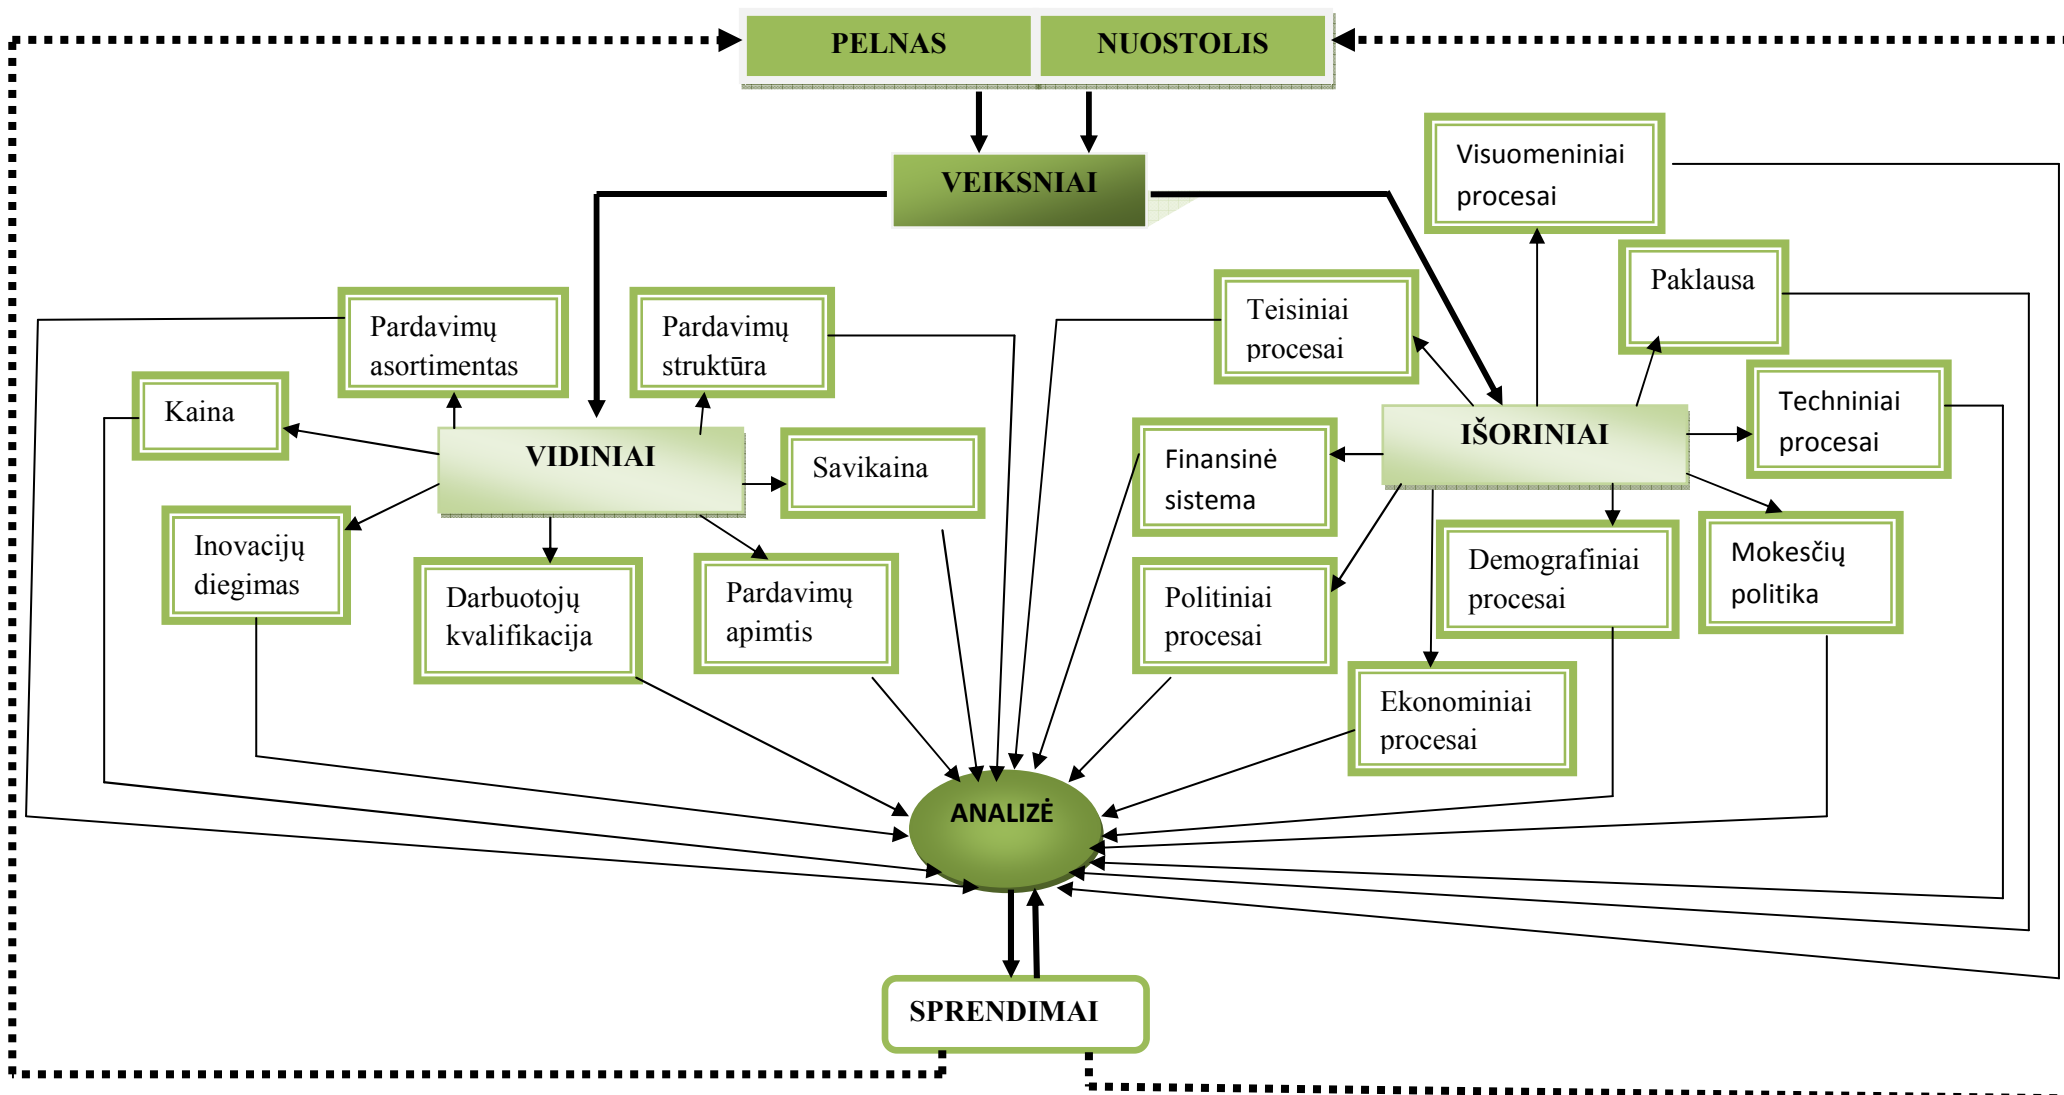 PELNAS
NUOSTOLIS
VEIKSNIAI
Visuomeniniai
procesai
Pardavimų
asortimentas
Pardavimų
struktūra
Teisiniai
procesai
Paklausa
Kaina
VIDINIAI
Savikaina
Finansinė
sistema
IŠORINIAI
Techniniai
procesai
Inovacijų
diegimas
Darbuotojų
kvalifikacija
Pardavimų
apimtis
Politiniai
procesai
Demografiniai
procesai
Mokesčių
politika
Ekonominiai
procesai
ANALIZĖ
SPRENDIMAI